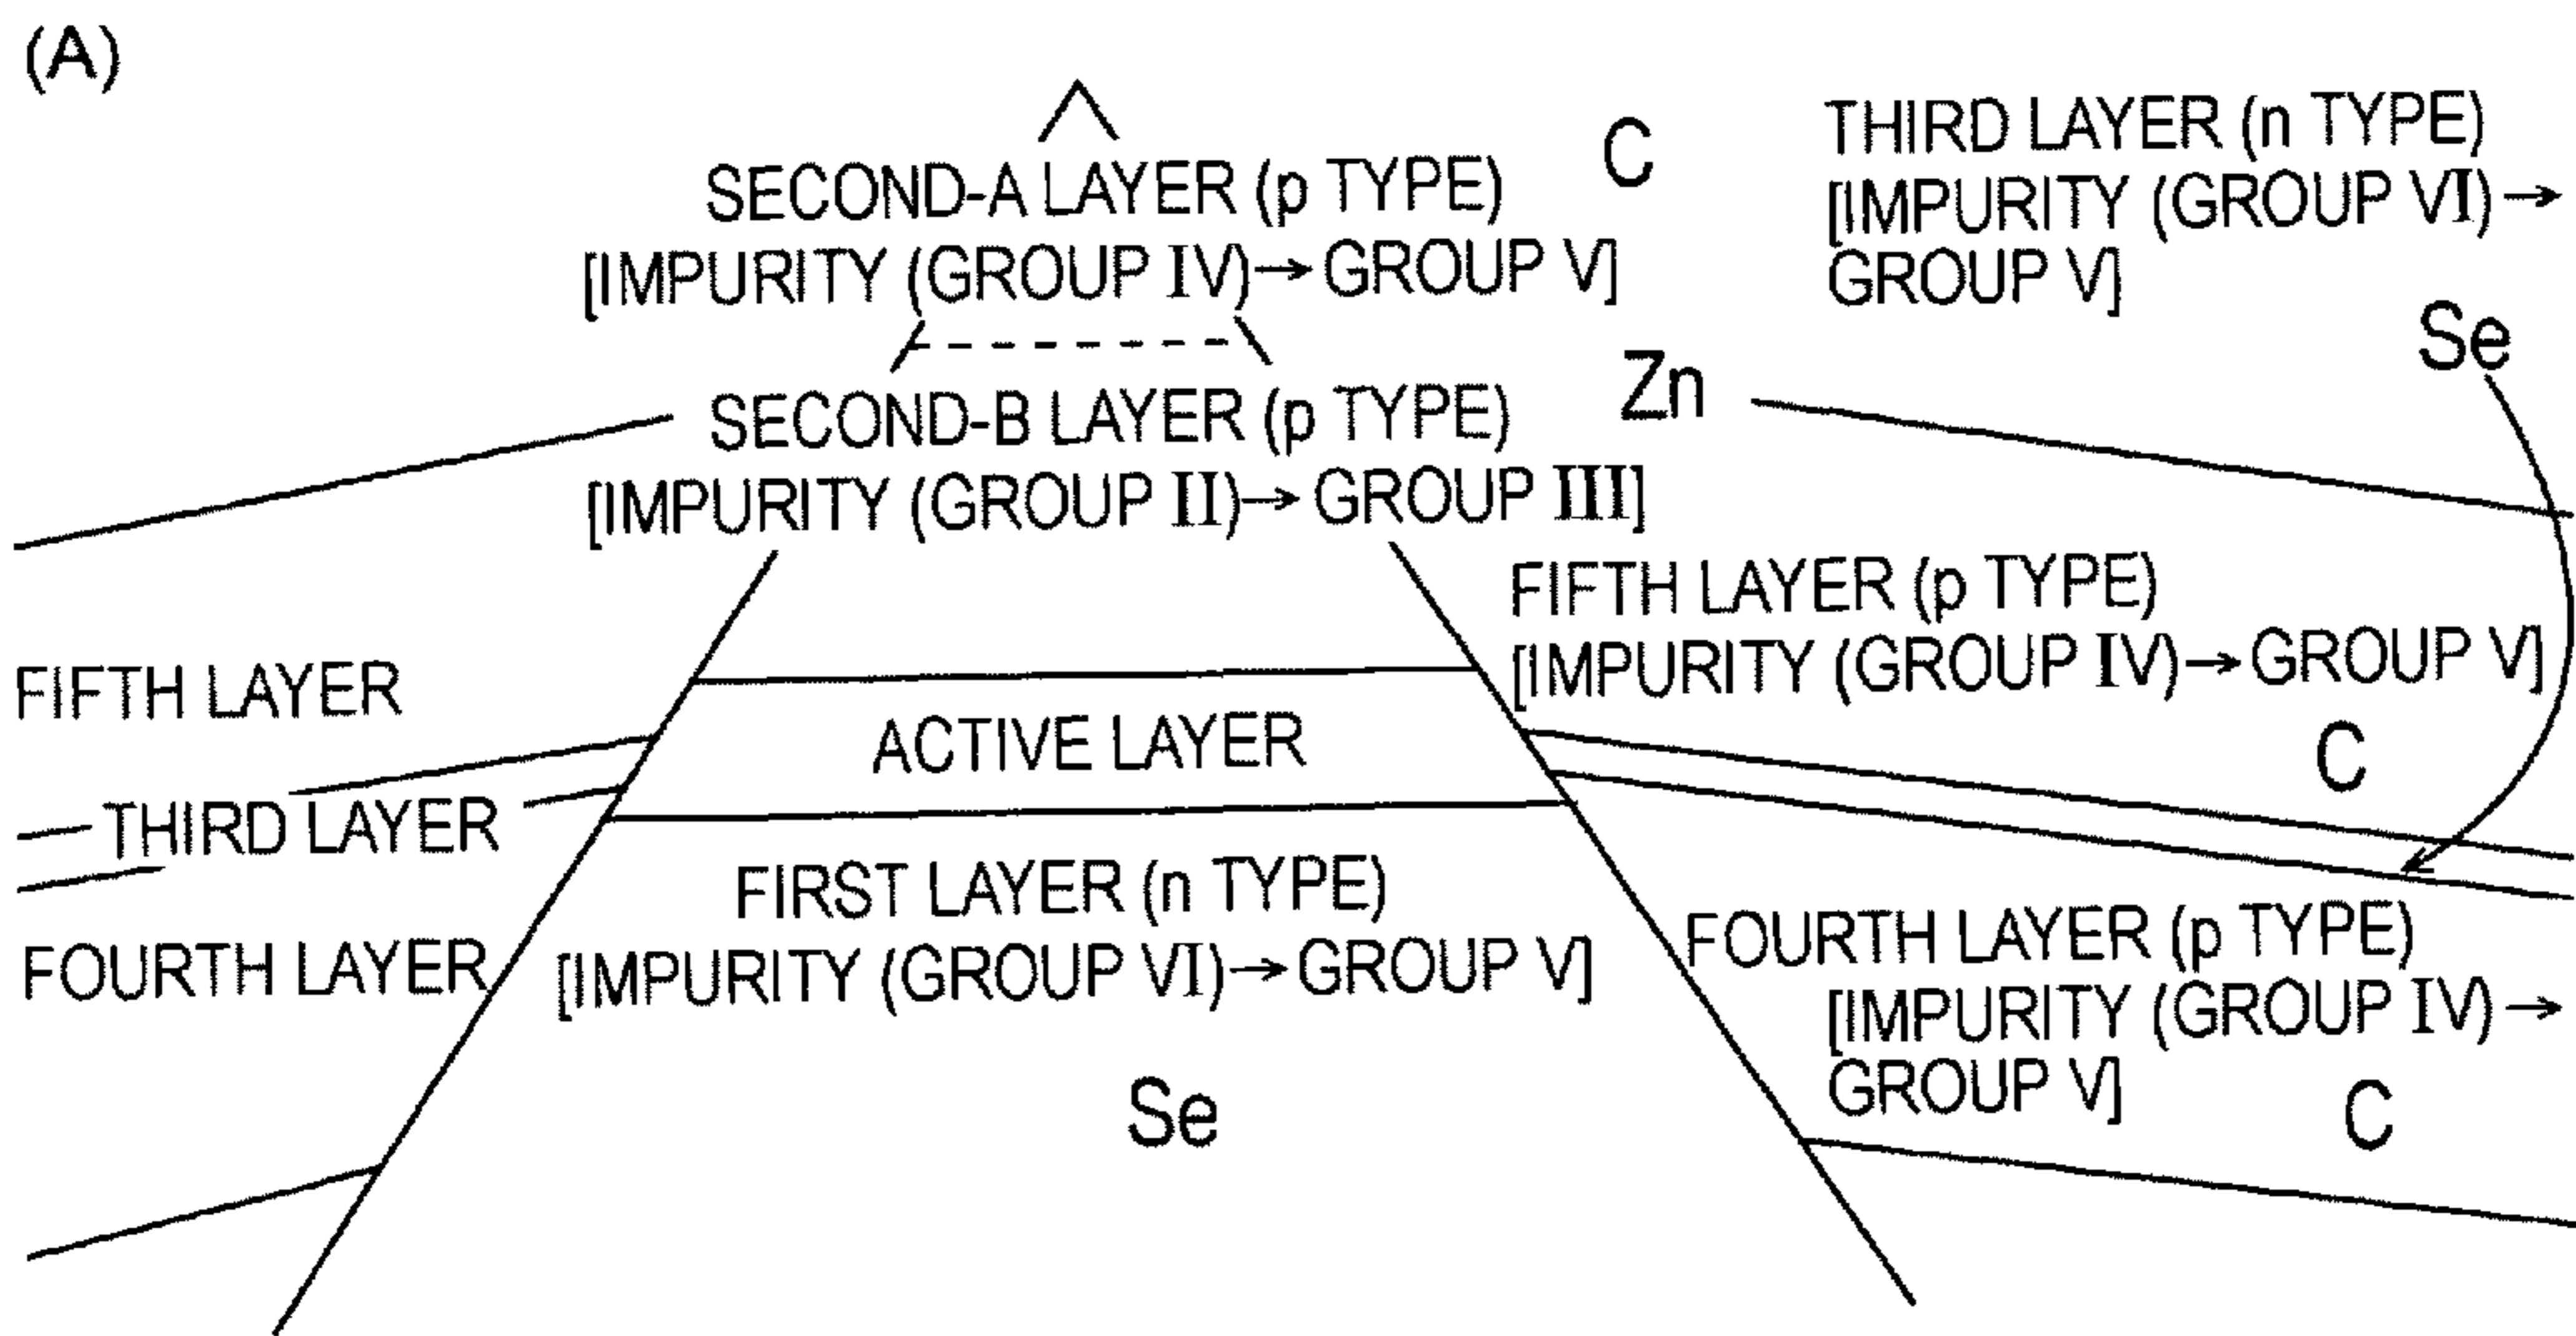 (A)
SECOND-A LAYER (p TYPE)
[IMPURITY (GROUP IV)→GROUP V]
C
THIRD LAYER (n TYPE)
[IMPURITY (GROUP VI)→
GROUP V]
Se
SECOND-B LAYER (p TYPE)
[IMPURITY (GROUP II)→GROUP III]
Zn
FIFTH LAYER (p TYPE)
[IMPURITY (GROUP IV)→GROUP V]
C
FIFTH LAYER
ACTIVE LAYER
THIRD LAYER
FIRST LAYER (n TYPE)
[IMPURITY (GROUP VI)→GROUP V]
Se
FOURTH LAYER
FOURTH LAYER (p TYPE)
[IMPURITY (GROUP IV)→
GROUP V]
C